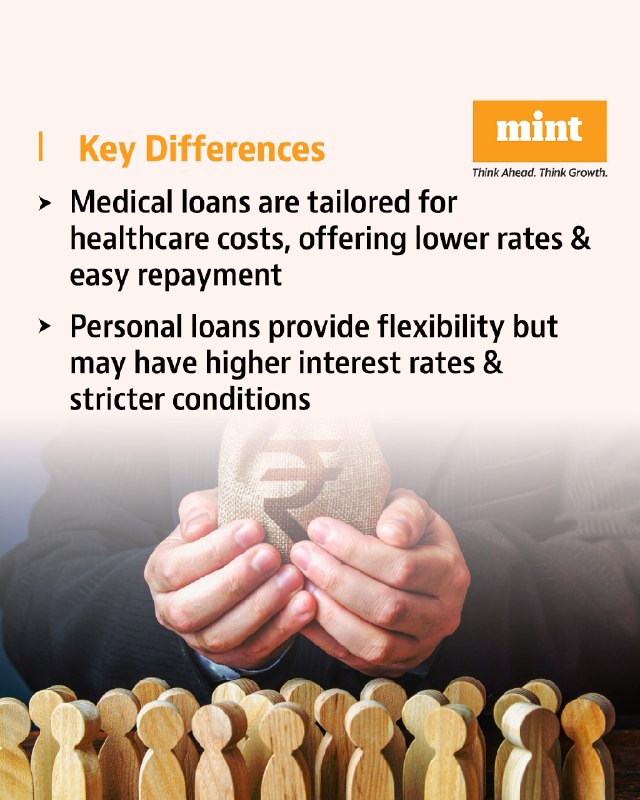 mint
Think Ahead. Think Growth.
Key Differences
➤ Medical loans are tailored for
healthcare costs, offering lower rates &
easy repayment
➤ Personal loans provide flexibility but
may have higher interest rates &
stricter conditions
₹